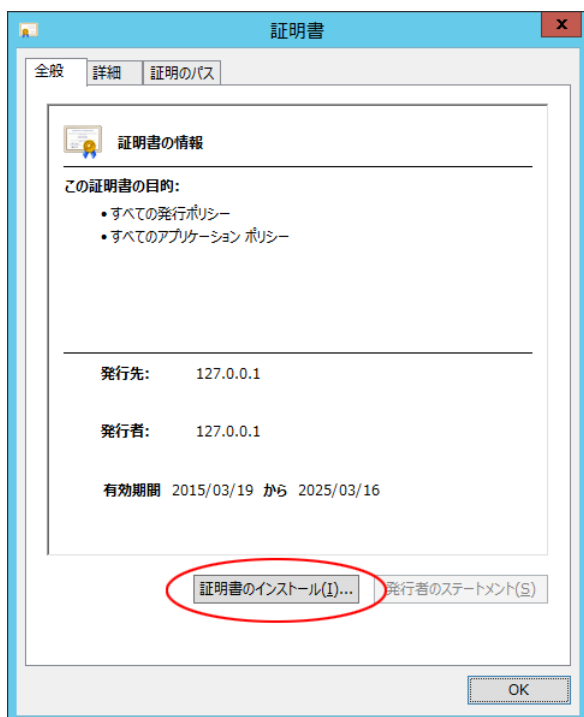 証明書
x
全般 詳細 証明のパス
証明書の情報
この証明書の目的:
• すべての発行ポリシー
• すべてのアプリケーション ポリシー
発行先: 127.0.0.1
発行者: 127.0.0.1
有効期間 2015/03/19 から 2025/03/16
証明書のインストール(I)... 発行者のステートメント(S)
OK